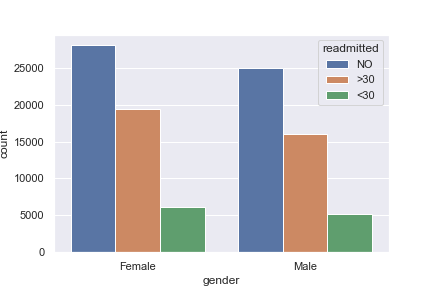 readmitted
NO
>30
<30
25000
20000
15000
10000
5000
0
count
Female
Male
gender